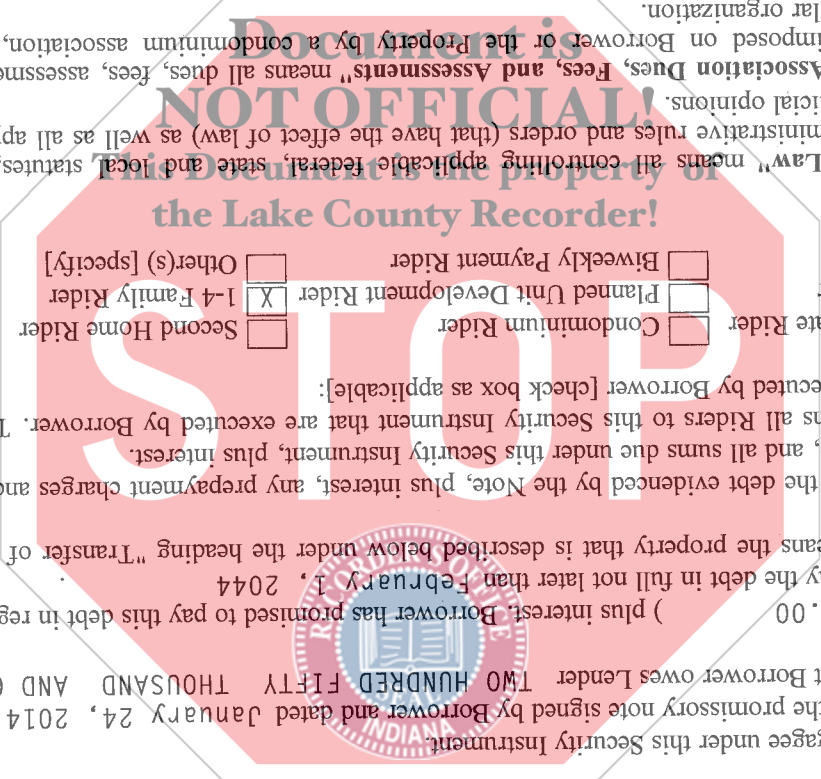 Document is
NOT OFFICIAL!
This Document is the property of
the Lake County Recorder!
STOP
RECORDER'S OFFICE
SEAL
INDIANA
gagee under this Security Instrument.
he promissory note signed by Borrower and dated January 24, 2014
t Borrower owes Lender TWO HUNDRED FIFTY THOUSAND AND
.00 ) plus interest. Borrower has promised to pay this debt in reg
y the debt in full not later than February 1, 2044 .
eans the property that is described below under the heading "Transfer of
the debt evidenced by the Note, plus interest, any prepayment charges and
, and all sums due under this Security Instrument, plus interest.
ns all Riders to this Security Instrument that are executed by Borrower. T
ecuted by Borrower [check box as applicable]:
ate Rider Condominium Rider Second Home Rider
Planned Unit Development Rider X 1-4 Family Rider
Biweekly Payment Rider Other(s) [specify]
Law" means all controlling applicable federal, state and local statutes,
ministrative rules and orders (that have the effect of law) as well as all app
icial opinions.
Association Dues, Fees, and Assessments" means all dues, fees, assessme
imposed on Borrower or the Property by a condominium association,
lar organization.